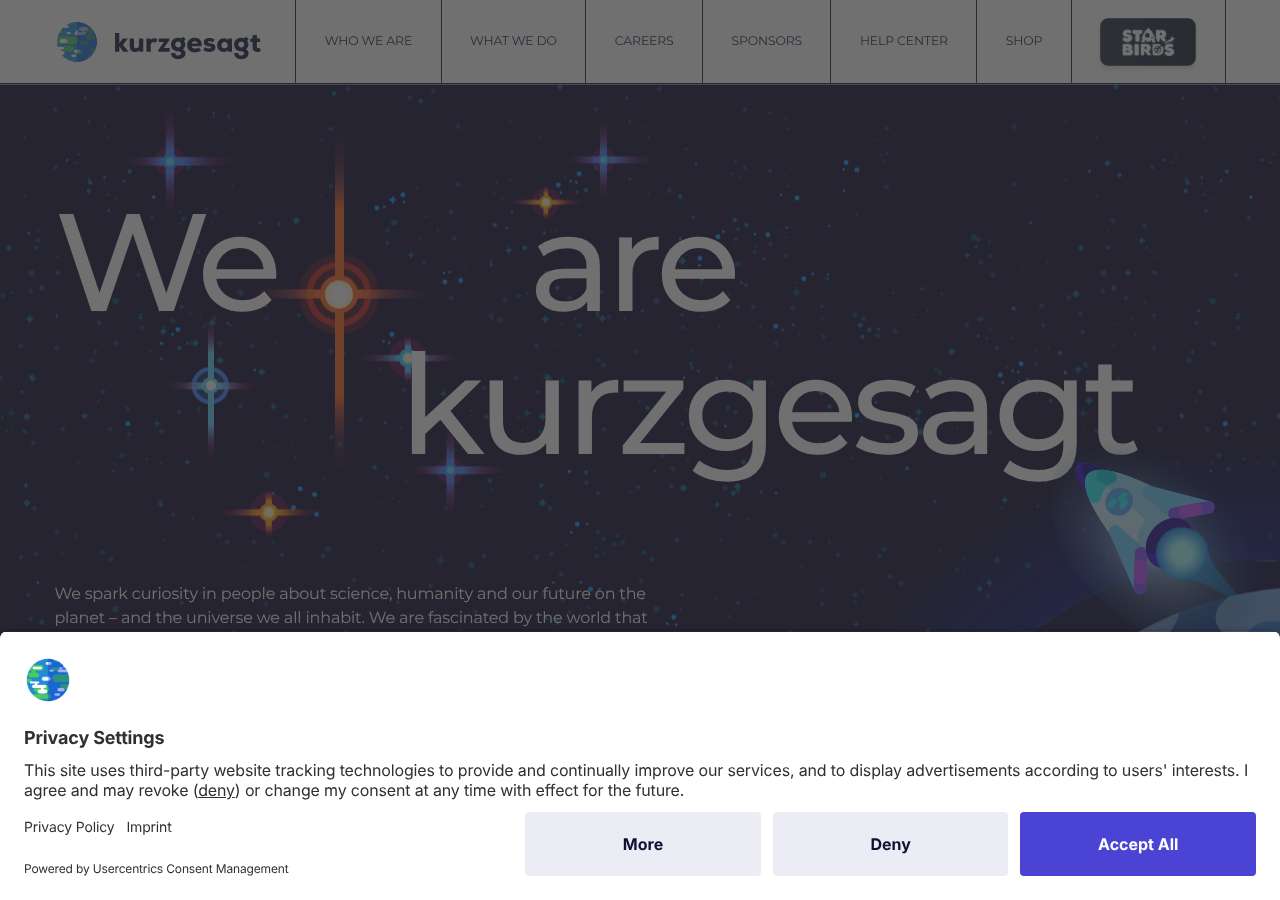 kurzgesagt
WHO WE ARE
WHAT WE DO
CAREERS
SPONSORS
HELP CENTER
SHOP
STAR
BIRDS
We are
kurzgesagt
We spark curiosity in people about science, humanity and our future on the
planet – and the universe we all inhabit. We are fascinated by the world that
Privacy Settings
This site uses third-party website tracking technologies to provide and continually improve our services, and to display advertisements according to users' interests. I
agree and may revoke (deny) or change my consent at any time with effect for the future.
Privacy Policy Imprint
More
Deny
Accept All
Powered by Usercentrics Consent Management